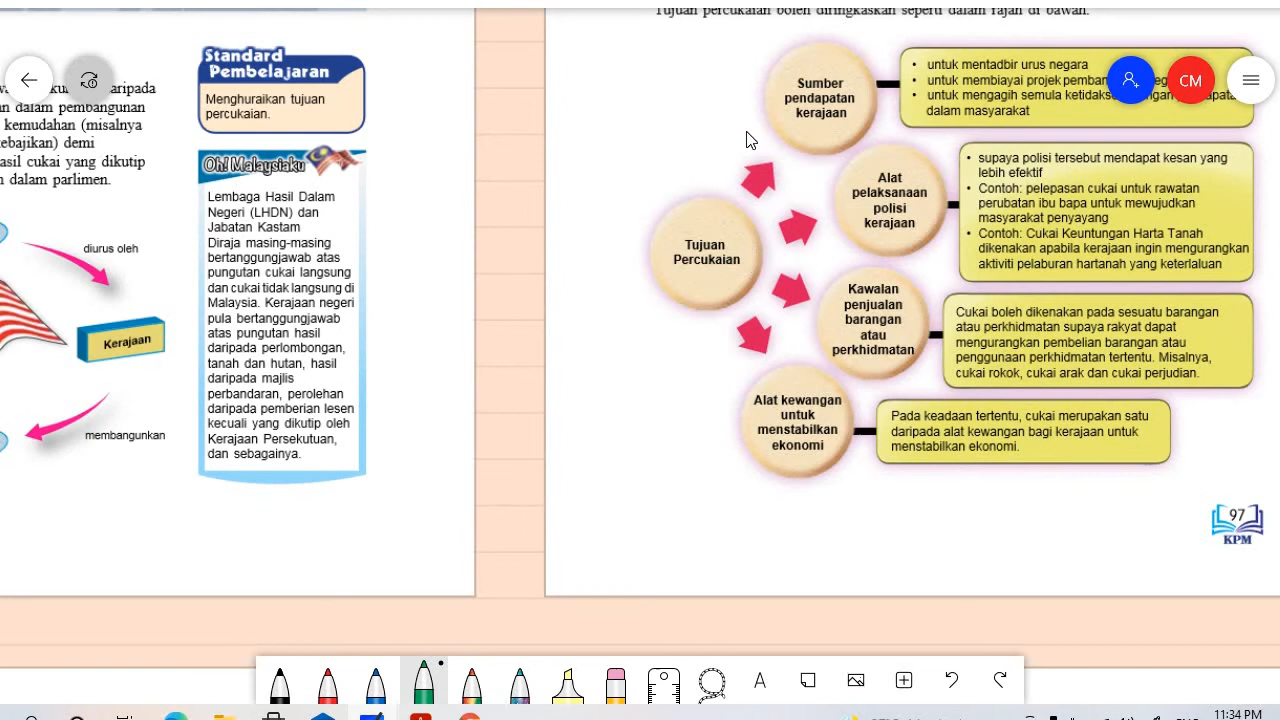 Tujuan percukaian boleh diringkaskan seperti dalam rajah di bawah.
aripada
an dalam pembangunan
kemudahan (misalnya
ebajikan) demi
asil cukai yang dikutip
n dalam parlimen.
diurus oleh
Kerajaan
membangunkan
Standard
Pembelajaran
Menghuraikan tujuan
percukaian.
Oh! Malaysiaku
Lembaga Hasil Dalam
Negeri (LHDN) dan
Jabatan Kastam
Diraja masing-masing
bertanggungjawab atas
pungutan cukai langsung
dan cukai tidak langsung di
Malaysia. Kerajaan negeri
pula bertanggungjawab
atas pungutan hasil
daripada perlombongan,
tanah dan hutan, hasil
daripada majlis
perbandaran, perolehan
daripada pemberian lesen
kecuali yang dikutip oleh
Kerajaan Persekutuan,
dan sebagainya.
Tujuan
Percukaian
Sumber
pendapatan
kerajaan
• untuk mentadbir urus negara
• untuk membiayai projek
• untuk mengagih semula
dalam masyarakat
Alat
pelaksanaan
polisi
kerajaan
• supaya polisi tersebut mendapat kesan yang
lebih efektif
• Contoh: pelepasan cukai untuk rawatan
perubatan ibu bapa untuk mewujudkan
masyarakat penyayang
• Contoh: Cukai Keuntungan Harta Tanah
dikenakan apabila kerajaan ingin mengurangkan
aktiviti pelaburan hartanah yang keterlaluan
Kawalan
penjualan
barangan
atau
perkhidmatan
Cukai boleh dikenakan pada sesuatu barangan
atau perkhidmatan supaya rakyat dapat
mengurangkan pembelian barangan atau
penggunaan perkhidmatan tertentu. Misalnya,
cukai rokok, cukai arak dan cukai perjudian.
Alat kewangan
untuk
menstabilkan
ekonomi
Pada keadaan tertentu, cukai merupakan satu
daripada alat kewangan bagi kerajaan untuk
menstabilkan ekonomi.
CM
97
KPM
A
11:34 PM